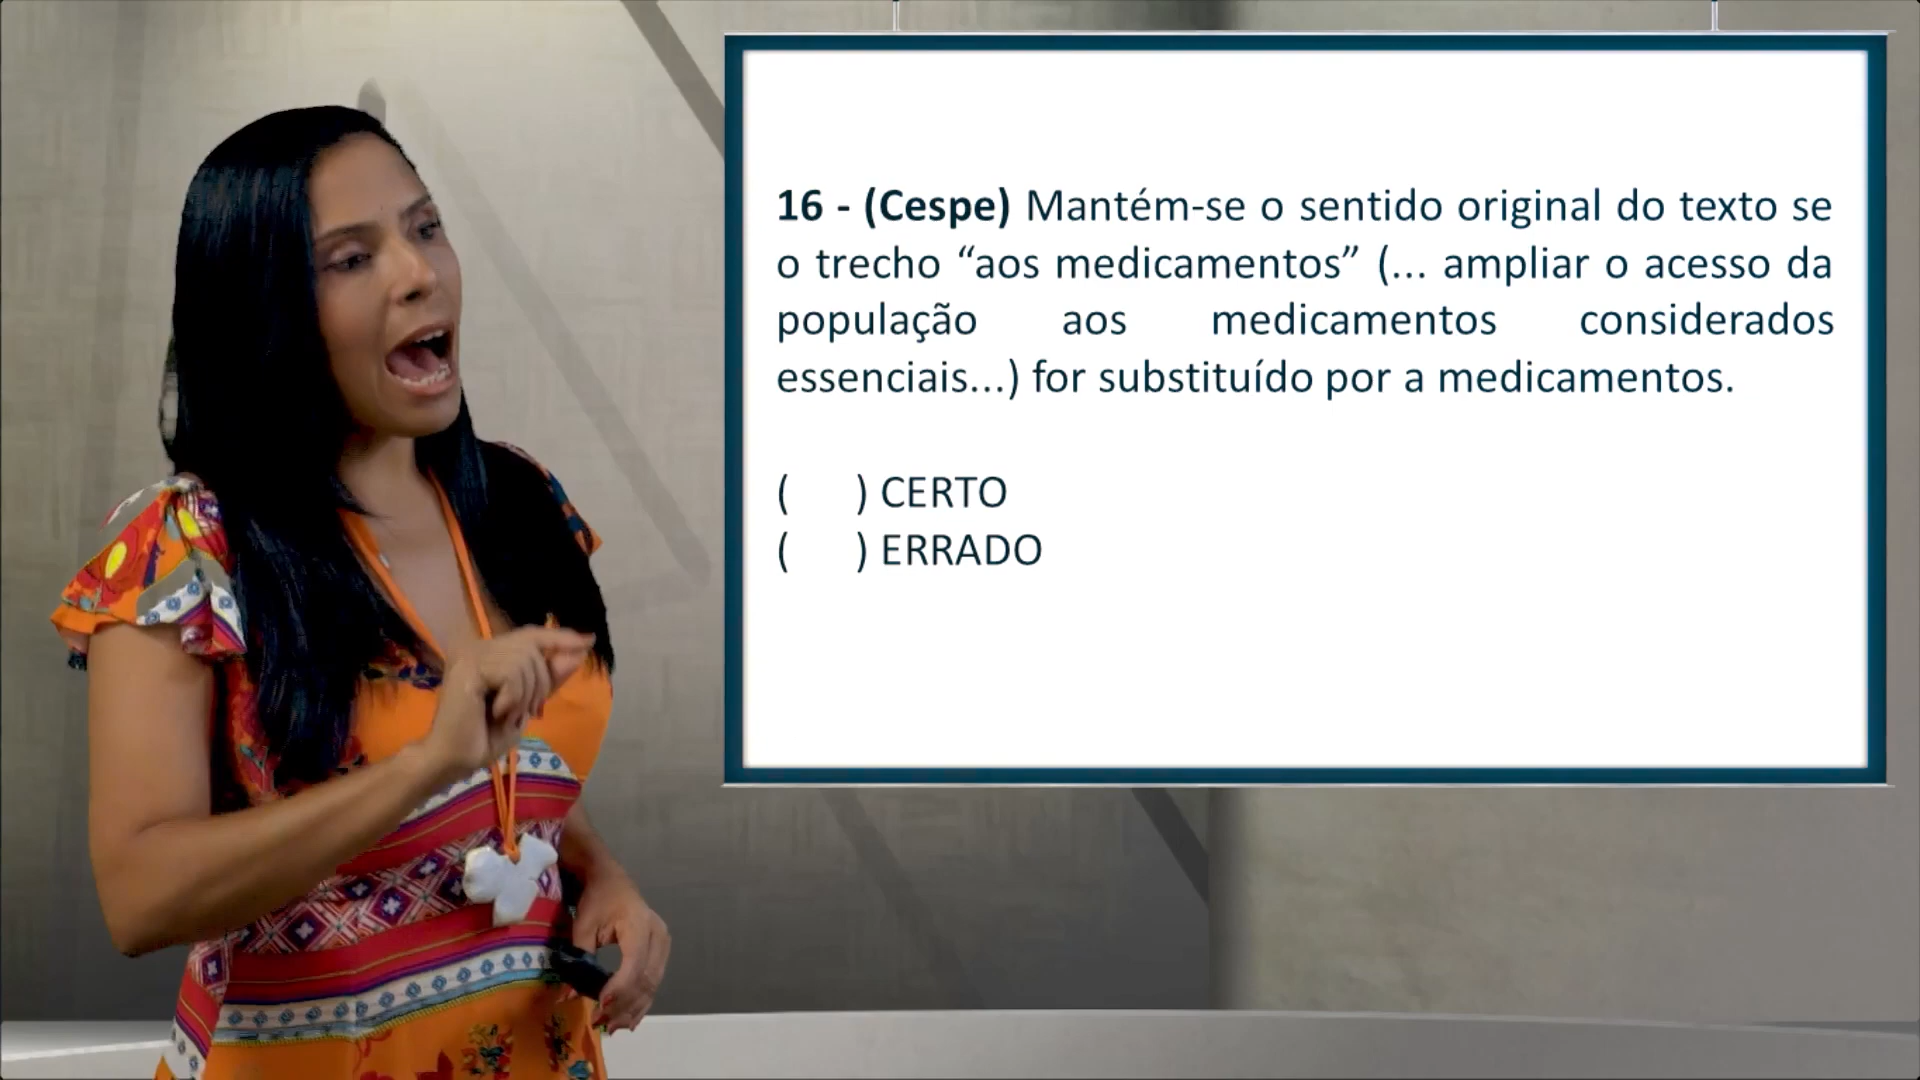 16 - (Cespe) Mantém-se o sentido original do texto se
o trecho “aos medicamentos” (... ampliar o acesso da
população aos medicamentos considerados
essenciais...) for substituído por a medicamentos.
( ) CERTO
( ) ERRADO